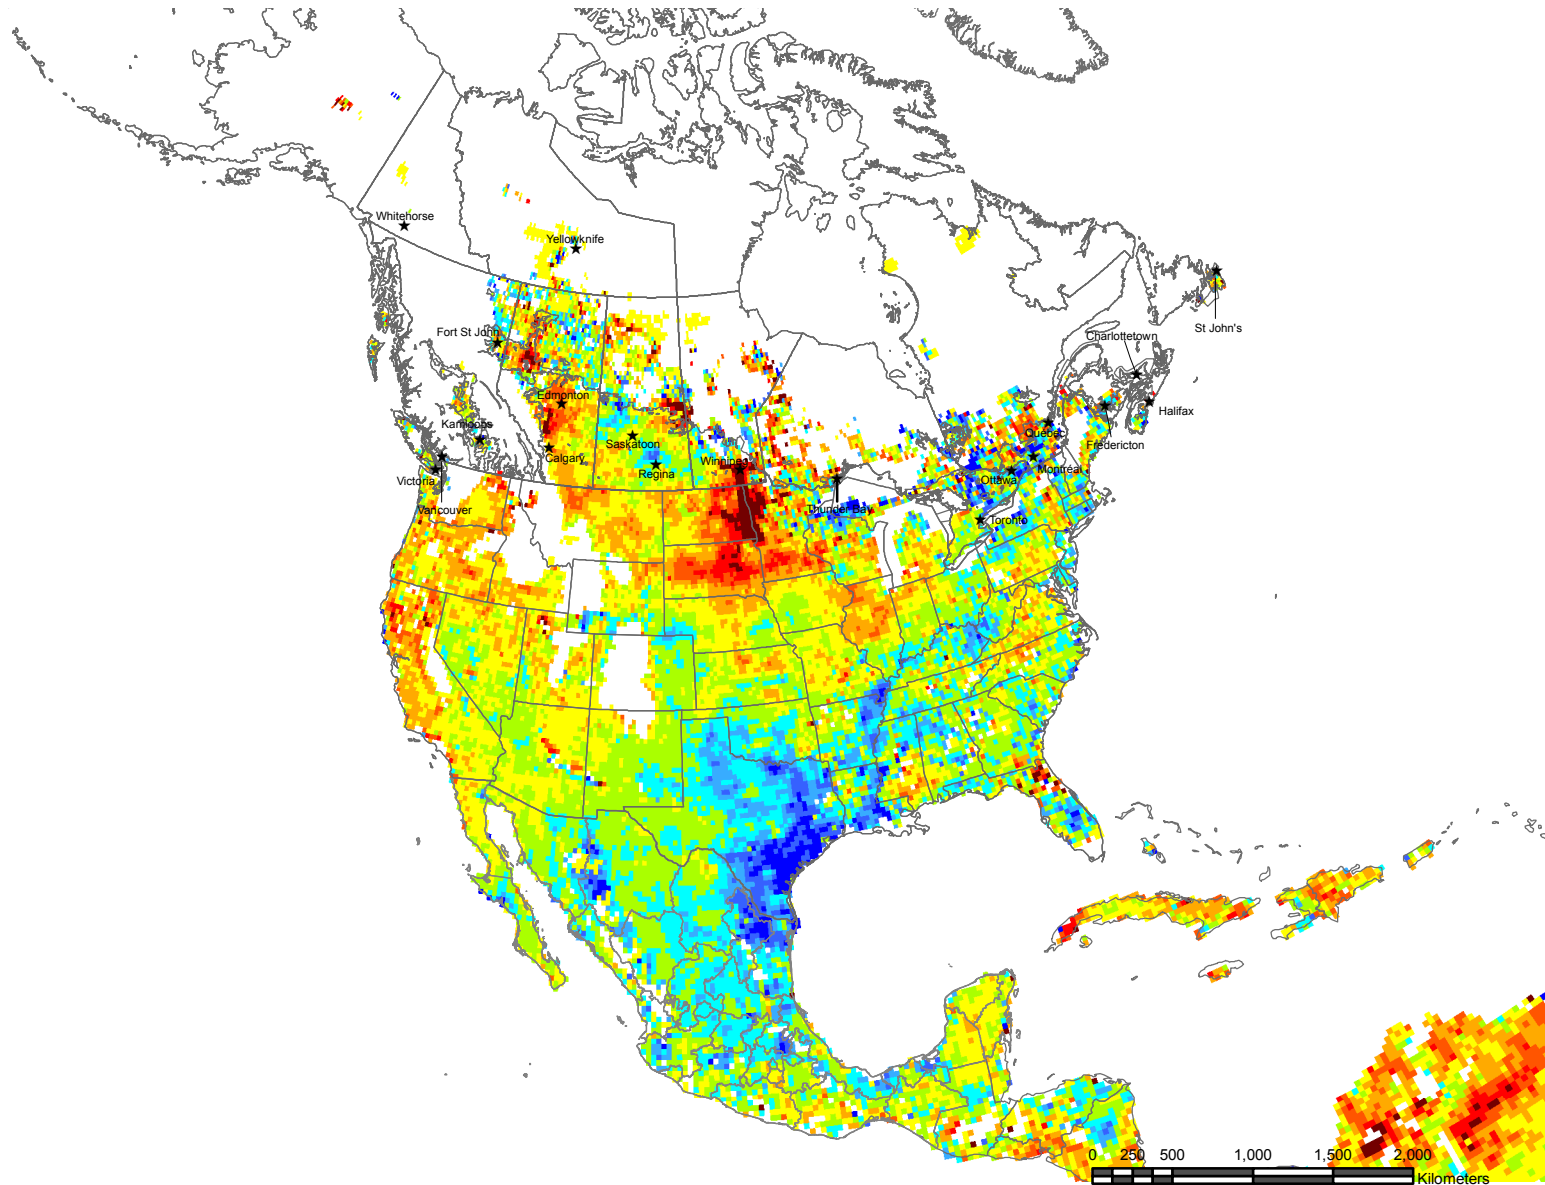 Whitehorse
Yellowknife
Fort St John
St John's
Charlottetown
Edmonton
Kamloops
Halifax
Quebec
Saskatoon
Fredericton
Calgary
Winnipeg
Regina
Montréal
Victoria
Ottawa
Vancouver
Thunder Bay
Toronto
0 250 500 1,000 1,500 2,000
Kilometers